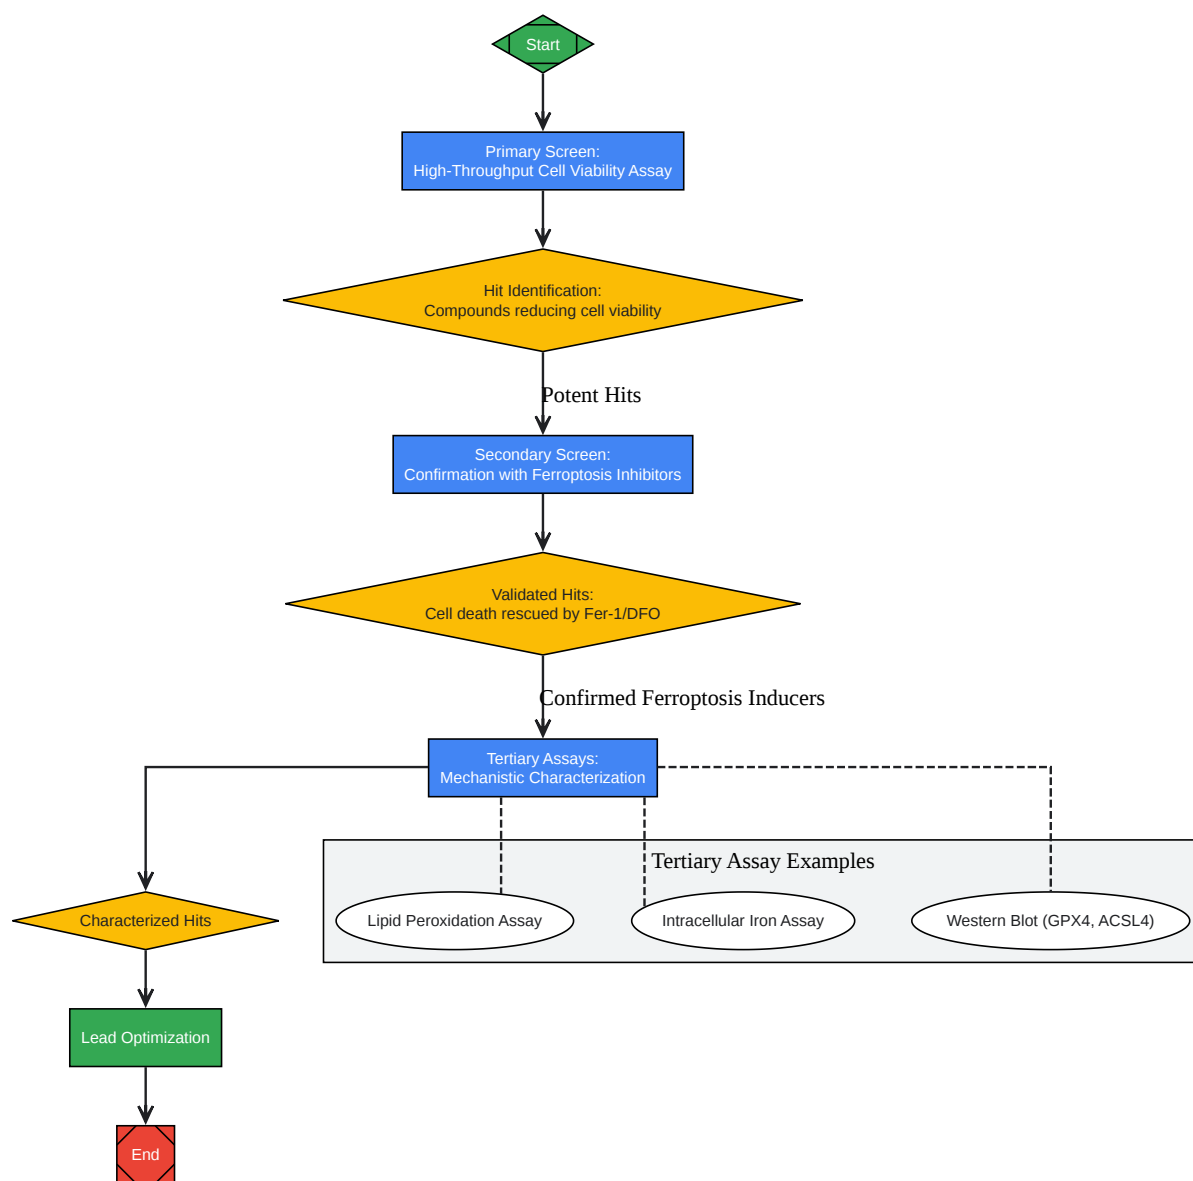 Start
Primary Screen:
High-Throughput Cell Viability Assay
Hit Identification:
Compounds reducing cell viability
Potent Hits
Secondary Screen:
Confirmation with Ferroptosis Inhibitors
Validated Hits:
Cell death rescued by Fer-1/DFO
Confirmed Ferroptosis Inducers
Tertiary Assays:
Mechanistic Characterization
Tertiary Assay Examples
Characterized Hits
Lipid Peroxidation Assay
Intracellular Iron Assay
Western Blot (GPX4, ACSL4)
Lead Optimization
End